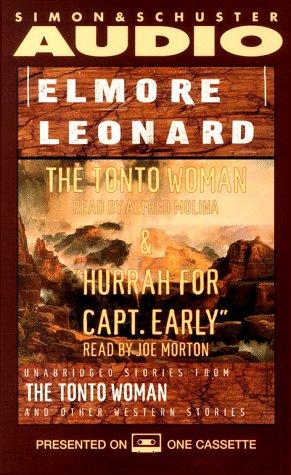 SIMON & SCHUSTER
AUDIO
ELMORE
LEONARD
THE TONTO WOMAN
READ BY ALFRED MOLINA
&
"HURRAH FOR
CAPT. EARLY"
READ BY JOE MORTON
UNABRIDGED STORIES FROM
THE TONTO WOMAN
AND OTHER WESTERN STORIES
PRESENTED ON ONE CASSETTE